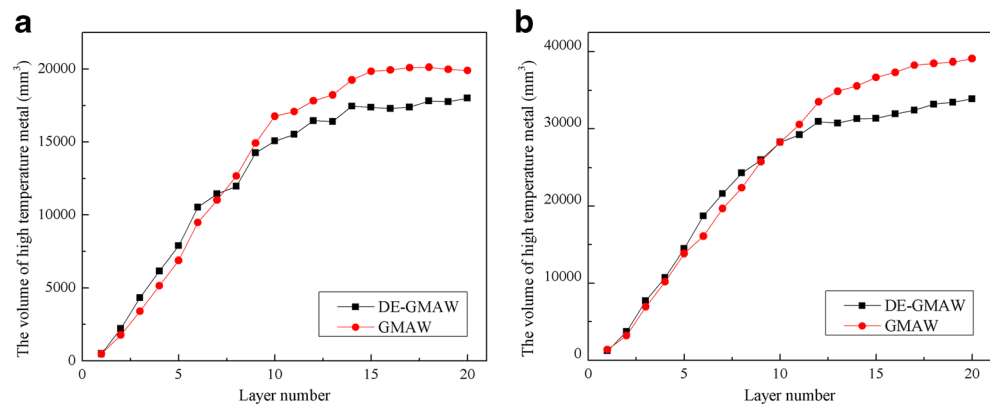 a
The volume of high temperature metal (mm³)
20000
15000
10000
5000
0
0
5
10
15
20
Layer number
DE-GMAW
GMAW
b
The volume of high temperature metal (mm³)
40000
30000
20000
10000
0
0
5
10
15
20
Layer number
DE-GMAW
GMAW